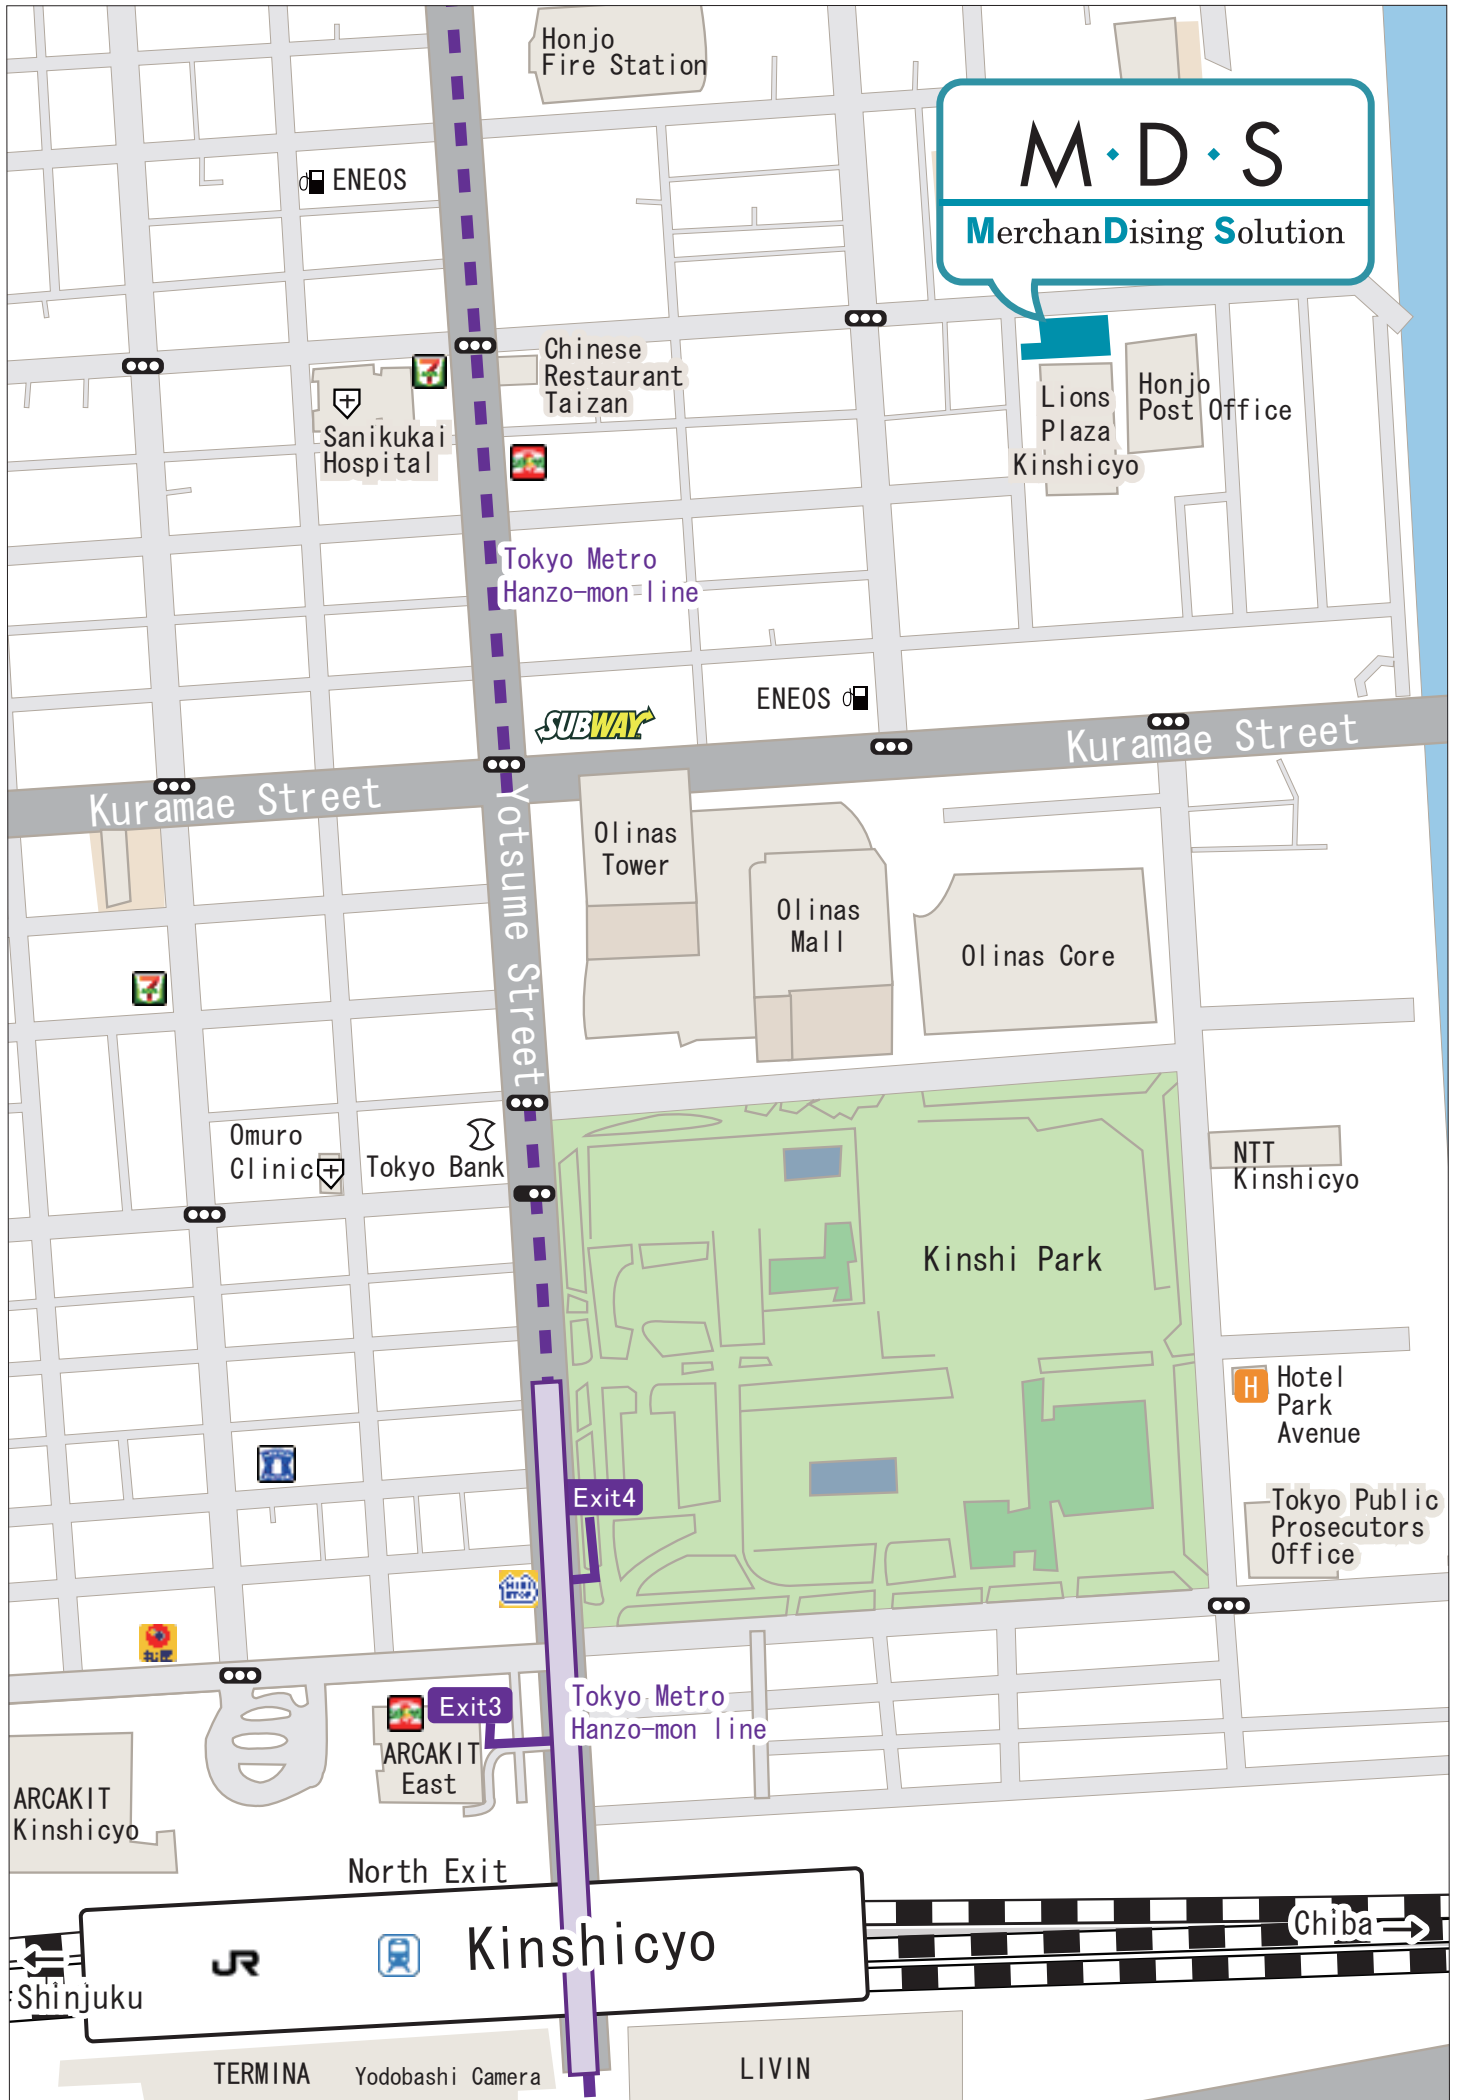 Honjo
Fire Station
M·D·S
MerchanDising Solution
ENEOS
Chinese
Restaurant
Taizan
7
Sanikukai
Hospital
Lions
Plaza
Kinshicyo
Honjo
Post Office
Tokyo Metro
Hanzo-mon line
SUBWAY
ENEOS
Kuramae Street
Kuramae Street
Yotsume Street
Olinas
Tower
Olinas
Mall
Olinas Core
7
Omuro
Clinic
Tokyo Bank
NTT
Kinshicyo
Kinshi Park
H
Hotel
Park
Avenue
Exit4
Tokyo Public
Prosecutors
Office
Exit3
Tokyo Metro
Hanzo-mon line
ARCAKIT
East
ARCAKIT
Kinshicyo
North Exit
JR
Kinshicyo
Chiba
Shinjuku
TERMINA
Yodobashi Camera
LIVIN